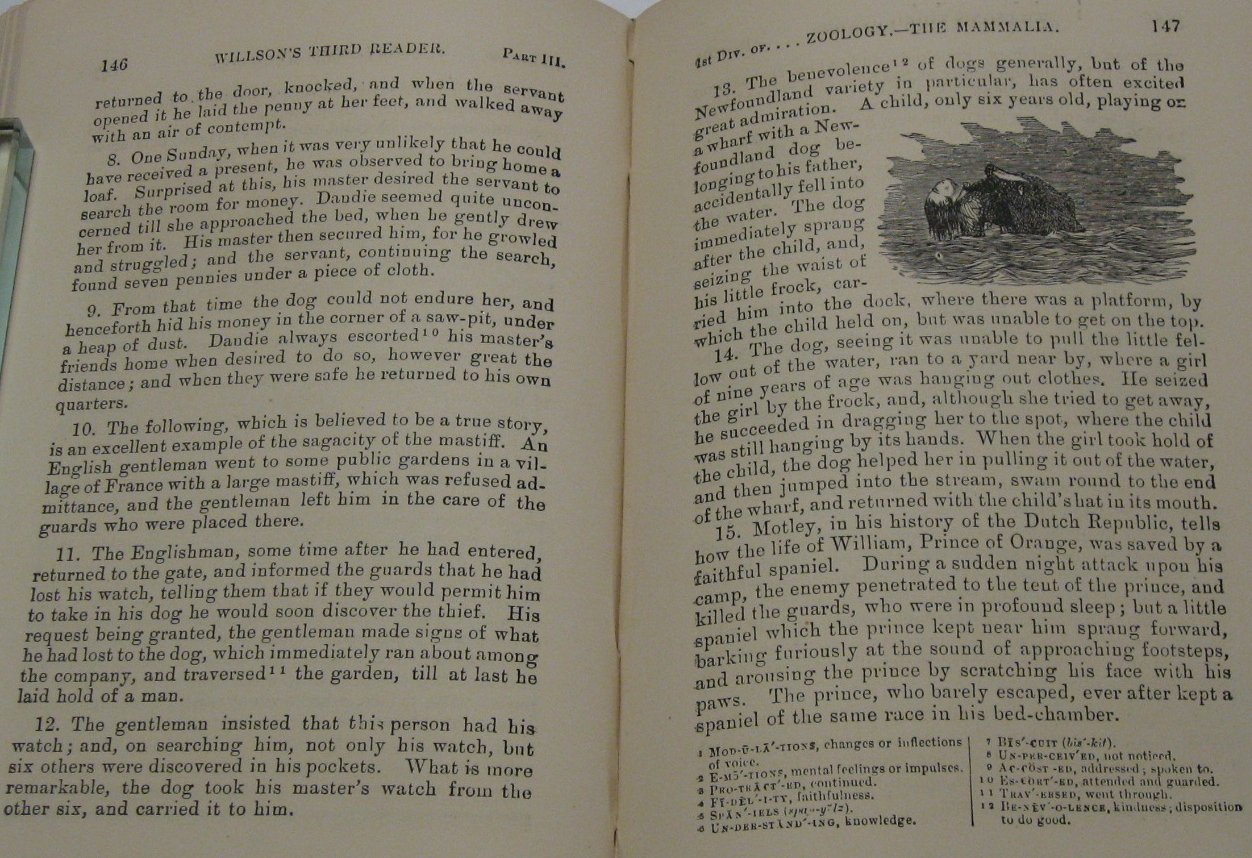 146 WILLSON'S THIRD READER. PART III.
returned to the door, knocked, and when the servant
opened it he laid the penny at her feet, and walked away
with an air of contempt.
8. One Sunday, when it was very unlikely that he could
have received a present, he was observed to bring home a
loaf. Surprised at this, his master desired the servant to
search the room for money. Dandie seemed quite uncon-
cerned till she approached the bed, when he gently drew
her from it. His master then secured him, for he growled
and struggled; and the servant, continuing the search,
found seven pennies under a piece of cloth.
9. From that time the dog could not endure her, and
henceforth hid his money in the corner of a saw-pit, under
a heap of dust. Dandie always escorted¹⁰ his master's
friends home when desired to do so, however great the
distance; and when they were safe he returned to his own
quarters.
10. The following, which is believed to be a true story,
is an excellent example of the sagacity of the mastiff. An
English gentleman went to some public gardens in a vil-
lage of France with a large mastiff, which was refused ad-
mittance, and the gentleman left him in the care of the
guards who were placed there.
11. The Englishman, some time after he had entered,
returned to the gate, and informed the guards that he had
lost his watch, telling them that if they would permit him
to take in his dog he would soon discover the thief. His
request being granted, the gentleman made signs of what
he had lost to the dog, which immediately ran about among
the company, and traversed¹¹ the garden, till at last he
laid hold of a man.
12. The gentleman insisted that this person had his
watch; and, on searching him, not only his watch, but
six others were discovered in his pockets. What is more
remarkable, the dog took his master's watch from the
other six, and carried it to him.
1st DIV. OF.... ZOOLOGY,—THE MAMMALIA. 147
13. The benevolence¹² of dogs generally, but of the
Newfoundland variety in particular, has often excited
great admiration. A child, only six years old, playing on
a wharf with a New-
foundland dog be-
longing to his father,
accidentally fell into
the water. The dog
immediately sprang
after the child, and,
seizing the waist of
his little frock, car-
ried him into the dock, where there was a platform, by
which the child held on, but was unable to get on the top.
14. The dog, seeing it was unable to pull the little fel-
low out of the water, ran to a yard near by, where a girl
of nine years of age was hanging out clothes. He seized
the girl by the frock, and, although she tried to get away,
he succeeded in dragging her to the spot, where the child
was still hanging by its hands. When the girl took hold of
the child, the dog helped her in pulling it out of the water,
and then jumped into the stream, swam round to the end
of the wharf, and returned with the child's hat in its mouth.
15. Motley, in his history of the Dutch Republic, tells
how the life of William, Prince of Orange, was saved by a
faithful spaniel. During a sudden night attack upon his
camp, the enemy penetrated to the tent of the prince, and
killed the guards, who were in profound sleep; but a little
spaniel which the prince kept near him sprang forward,
barking furiously at the sound of approaching footsteps,
and arousing the prince by scratching his face with his
paws. The prince, who barely escaped, ever after kept a
spaniel of the same race in his bed-chamber.
¹ MOD-Ū-LĀ'-TIONS, changes or inflections
of voice.
² E-MŌ'-TIONS, mental feelings or impulses.
³ PRO-TRĂCT'-ED, continued.
⁴ FĪ-DĔL'-I-TY, faithfulness.
⁵ SPĂN'-IELS
⁶ UN-DER-STĂND'-ING, knowledge.
⁷ BĬS'-CUIT (bis'-kit).
⁸ UN-PER-CEIV'ED, not noticed.
⁹ AC-CŎST-ED, addressed; spoken to.
¹⁰ ES-CORT'-ED, attended and guarded.
¹¹ TRAV'-ERSED, went through.
¹² BE-NĔV'-O-LENCE, kindness; disposition
to do good.